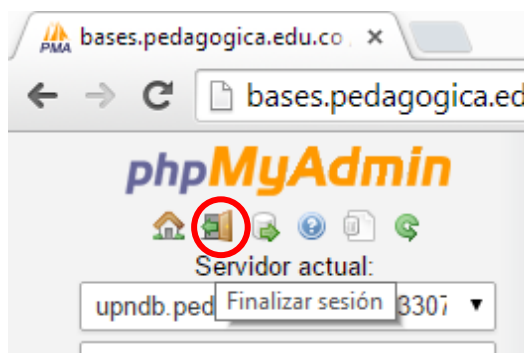 PMA bases.pedagogica.edu.co
bases.pedagogica.ed
phpMyAdmin
Servidor actual:
upndb.ped Finalizar sesión 3307